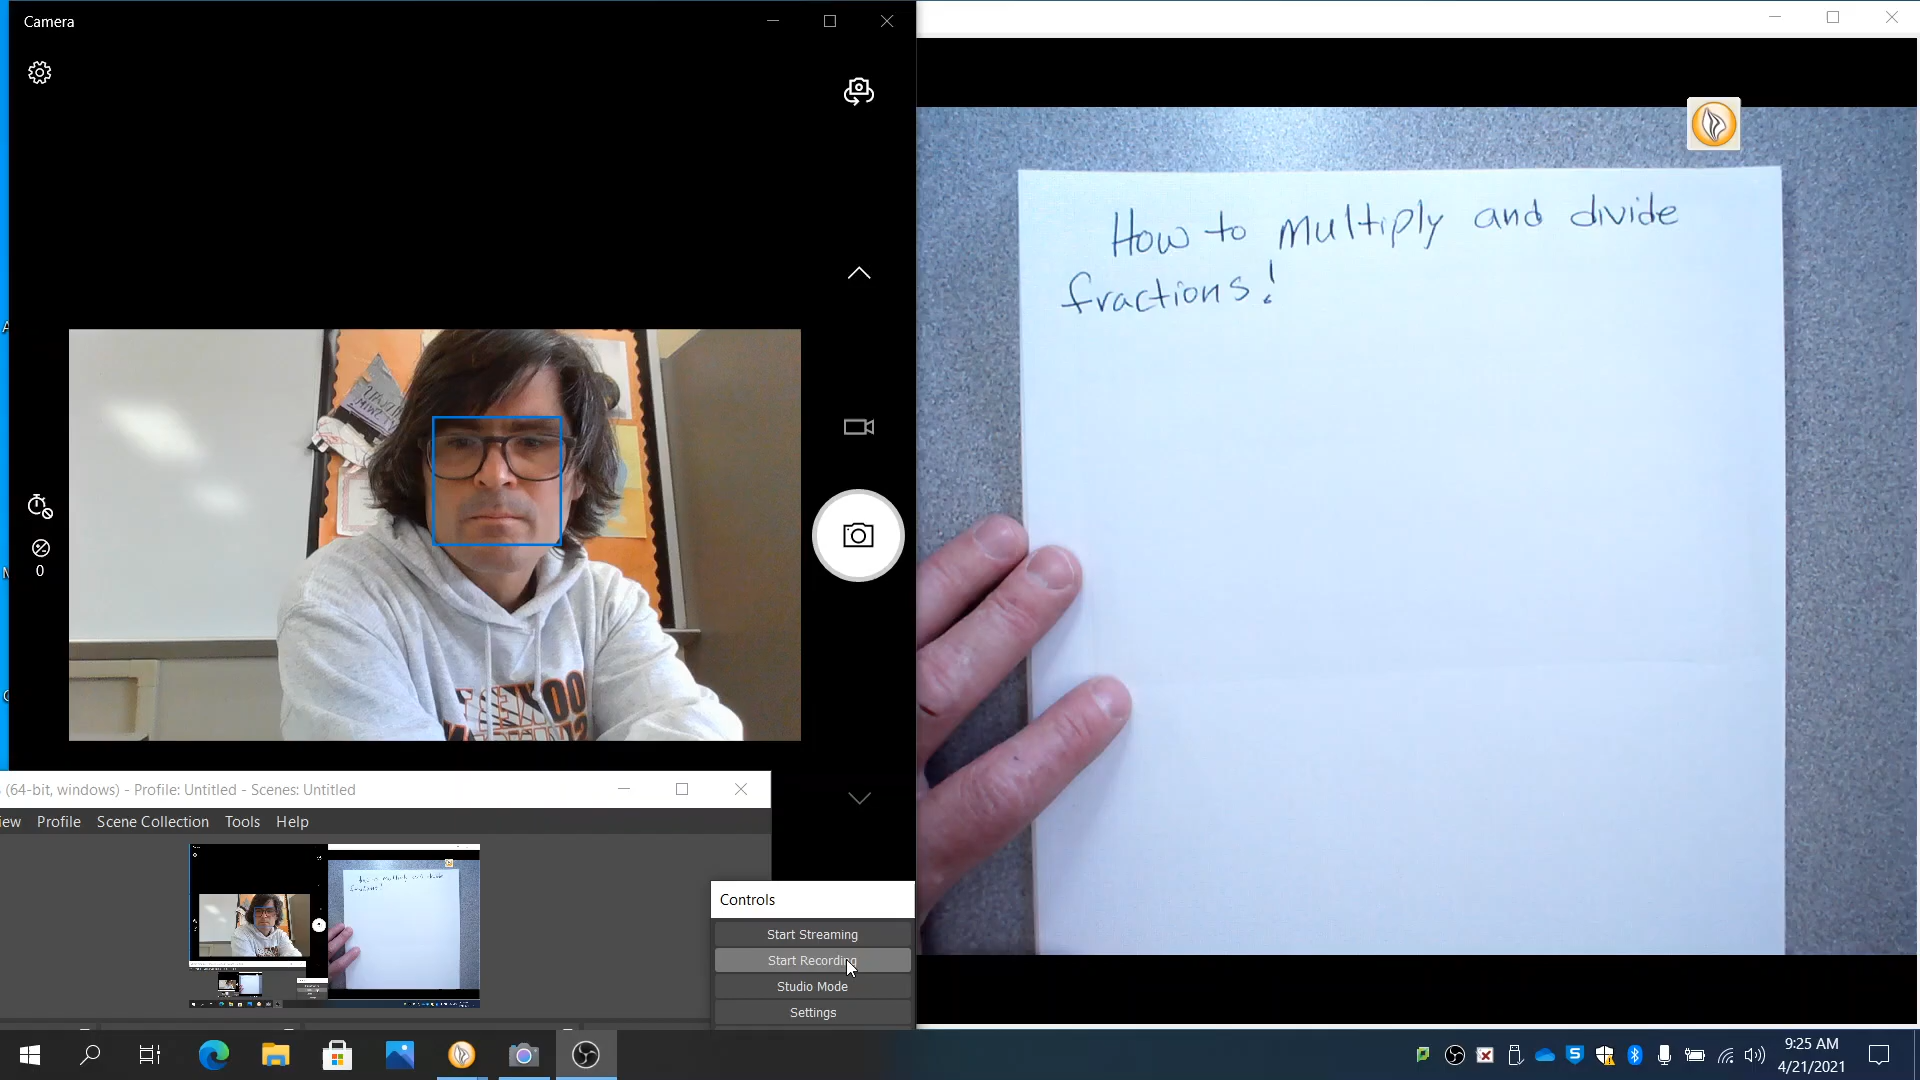 Camera
How to multiply and divide
fractions!
0
(64-bit, windows) - Profile: Untitled - Scenes: Untitled
iew Profile Scene Collection Tools Help
Controls
Start Streaming
Start Recording
Studio Mode
Settings
9:25 AM
4/21/2021